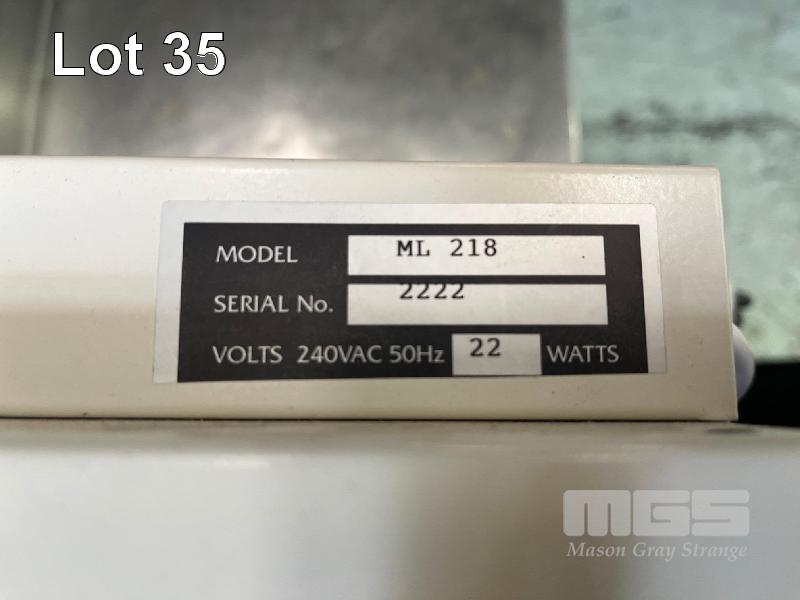 Lot 35
MODEL ML 218
SERIAL No. 2222
VOLTS 240VAC 50Hz 22 WATTS
MGS
Mason Gray Strange